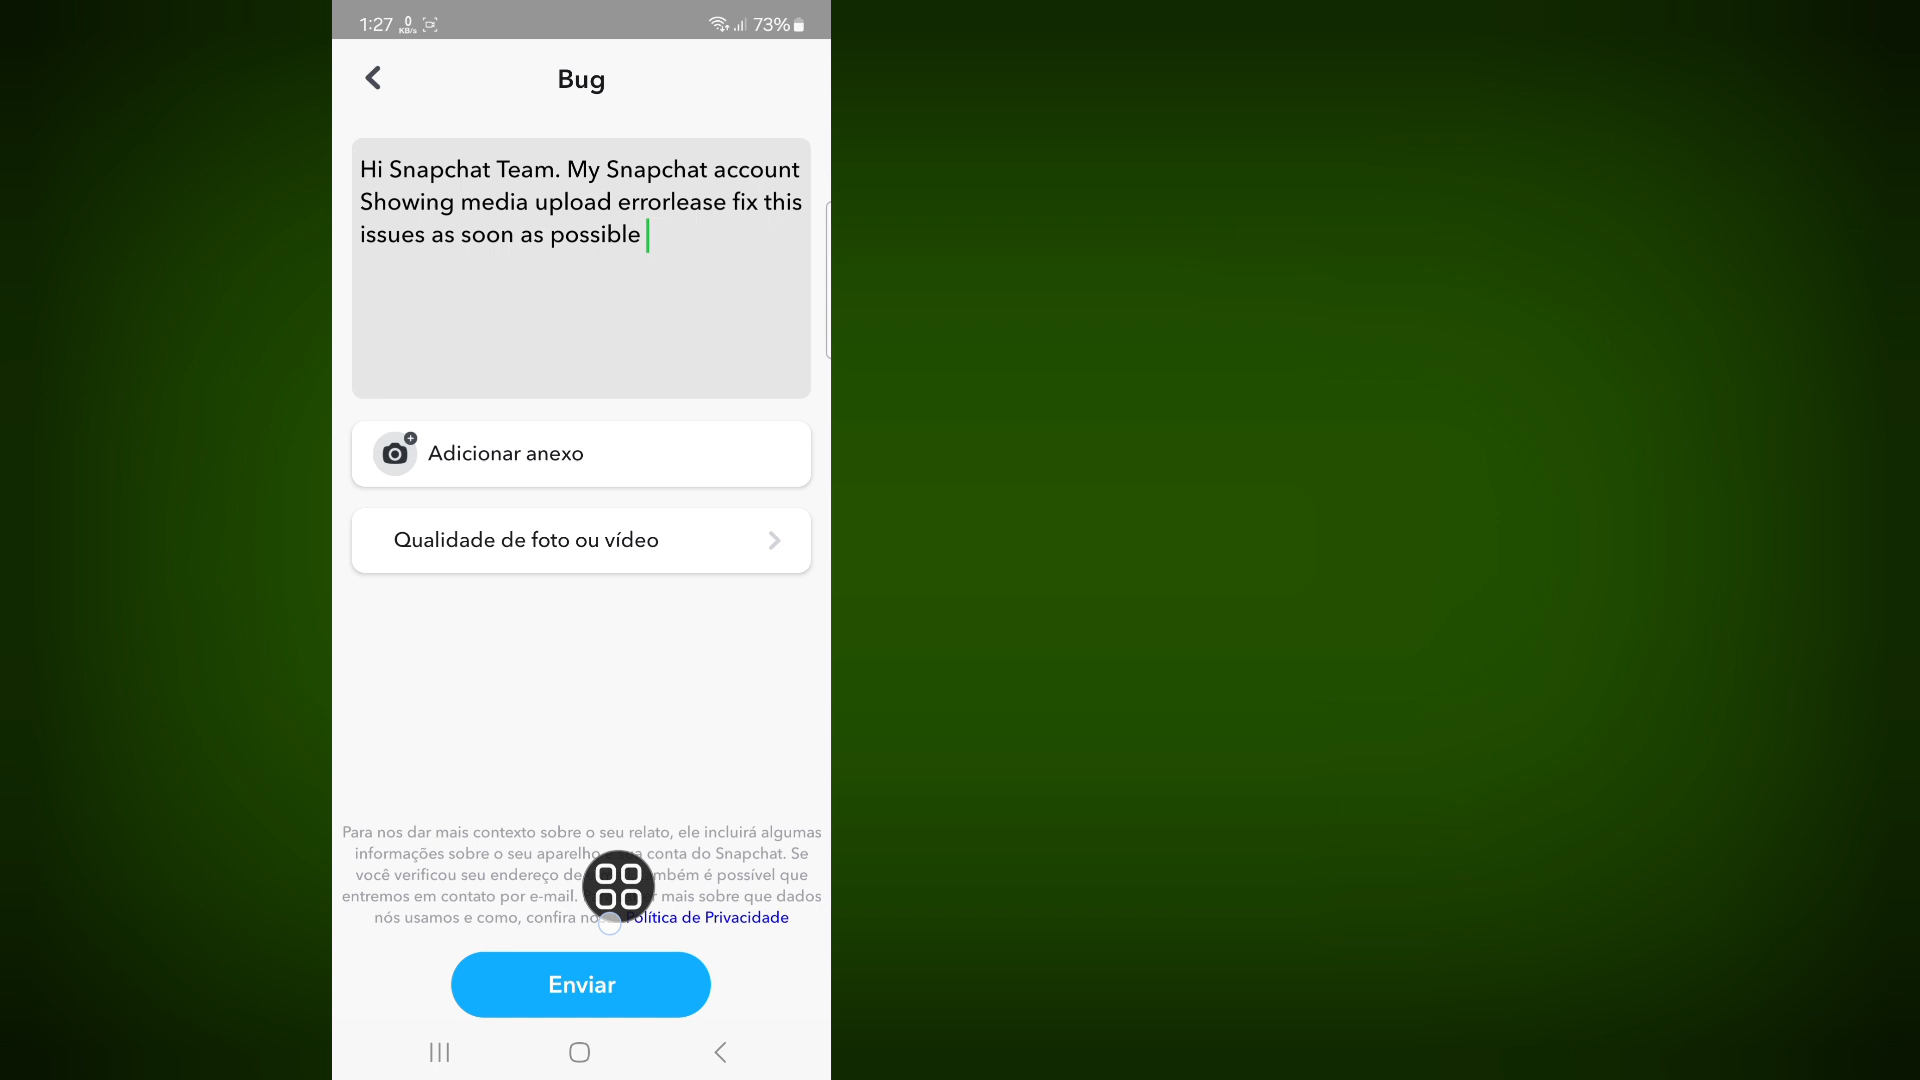 1:27 0 KB/s 73%
Bug
Hi Snapchat Team. My Snapchat account
Showing media upload errorlease fix this
issues as soon as possible
Adicionar anexo
Qualidade de foto ou vídeo
Para nos dar mais contexto sobre o seu relato, ele incluirá algumas
informações sobre o seu aparelho conta do Snapchat. Se
você verificou seu endereço de é possível que
entremos em contato por e-mail. mais sobre que dados
nós usamos e como, confira Política de Privacidade
Enviar